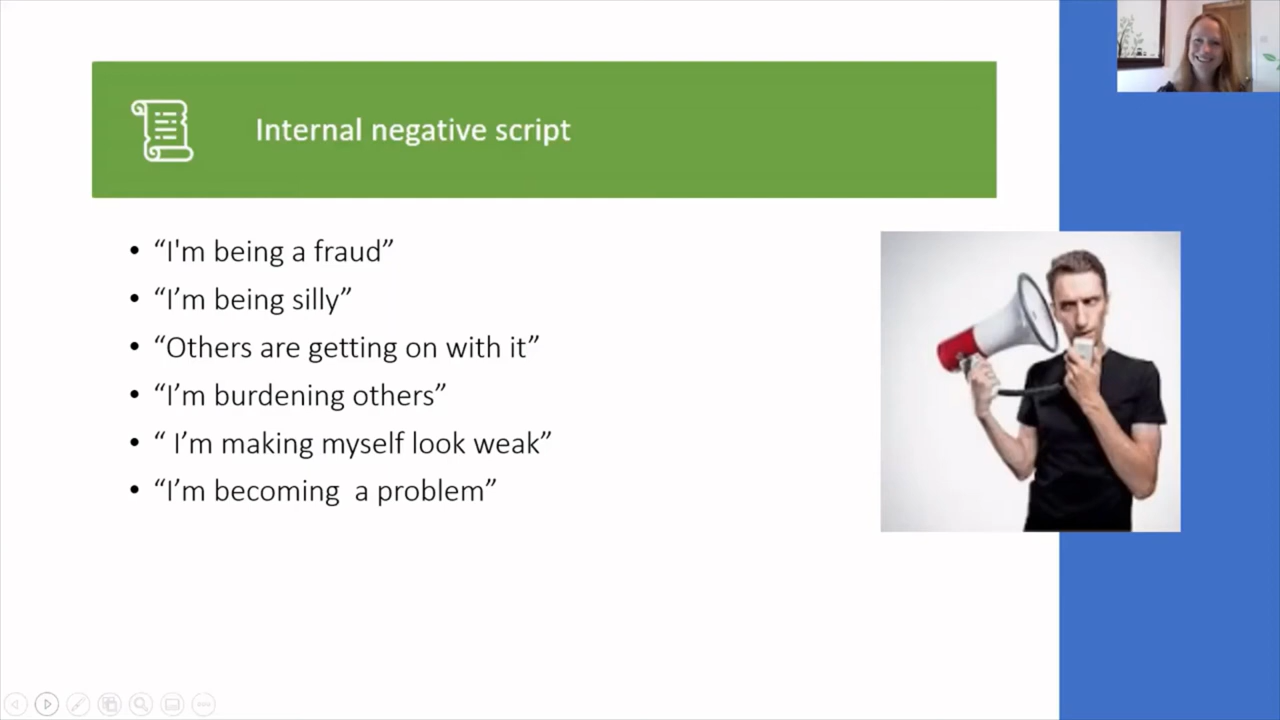 Internal negative script
• “I'm being a fraud”
• “I’m being silly”
• “Others are getting on with it”
• “I’m burdening others”
• “ I’m making myself look weak”
• “I’m becoming  a problem”